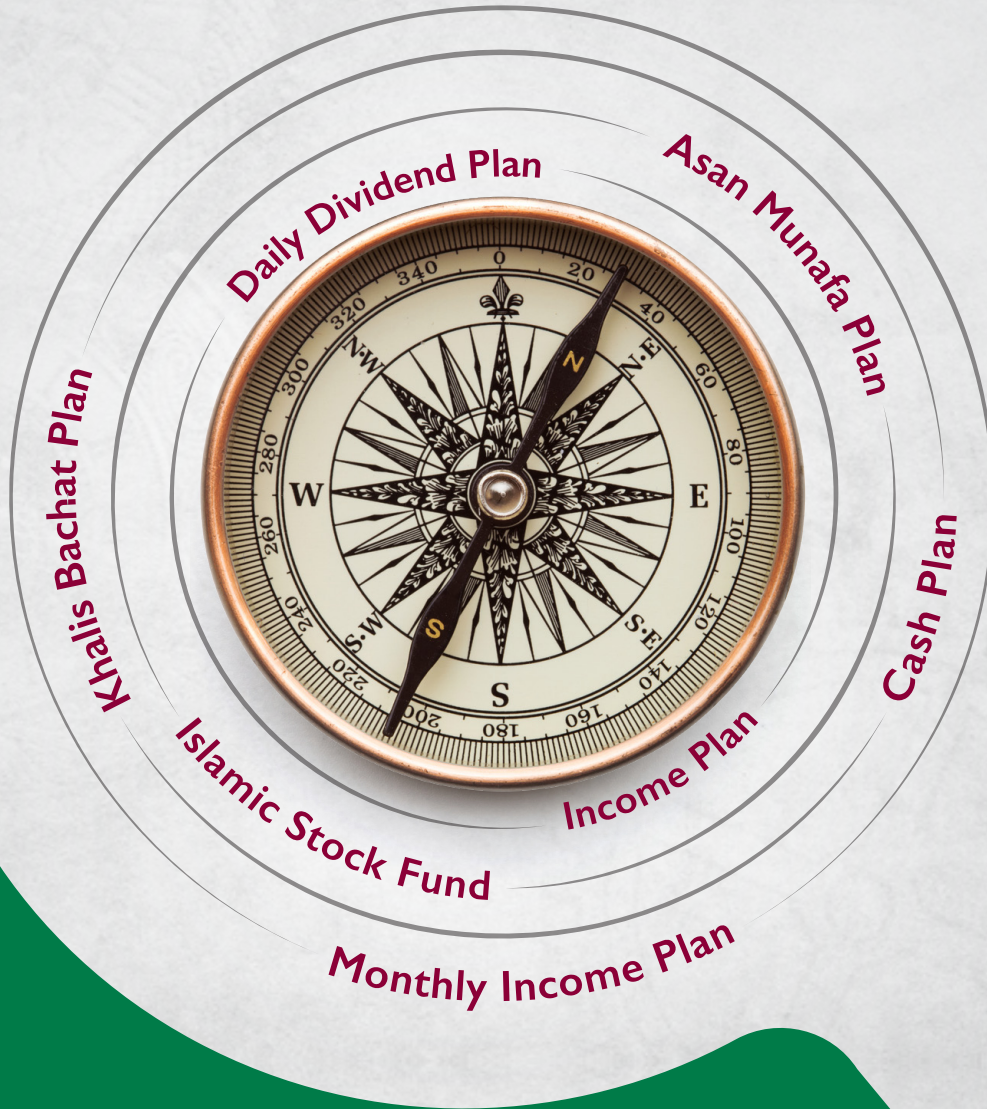 Daily Dividend Plan
Asan Munafa Plan
Khalis Bachat Plan
Cash Plan
Income Plan
Islamic Stock Fund
Monthly Income Plan
0
20
40
60
80
100
120
140
160
180
200
220
240
260
280
300
320
340
N·W
N·E
N
W
E
S
S·W
S·E
S